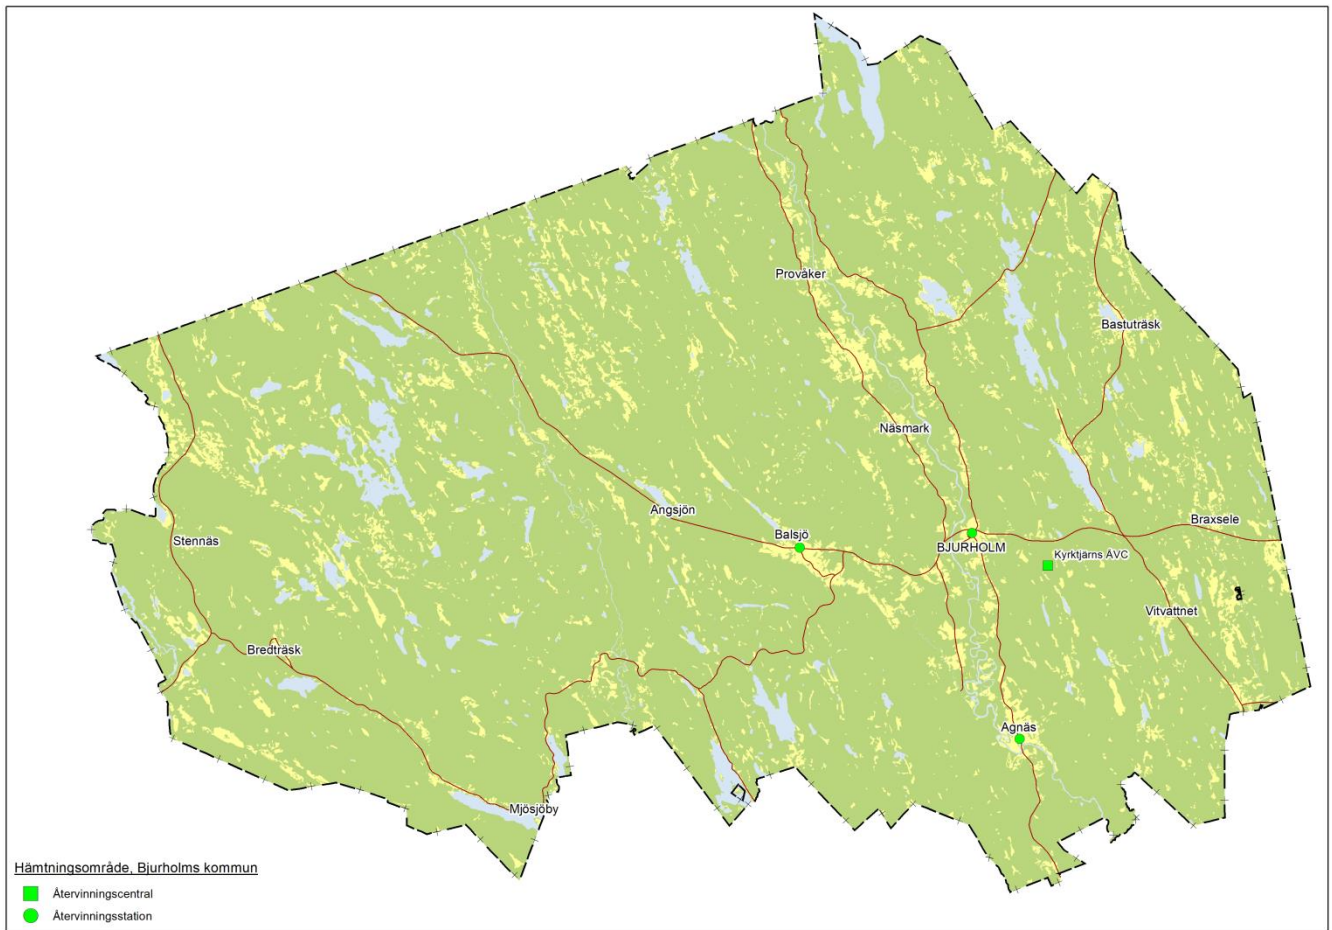 Provåker
Bastuträsk
Näsmark
Angsjön
Braxsele
Balsjö
Stennäs
BJURHOLM
Kyrktjärns ÅVC
Vitvattnet
Bredträsk
Agnäs
Mjösjöby
Hämtningsområde, Bjurholms kommun
Återvinningscentral
Återvinningsstation